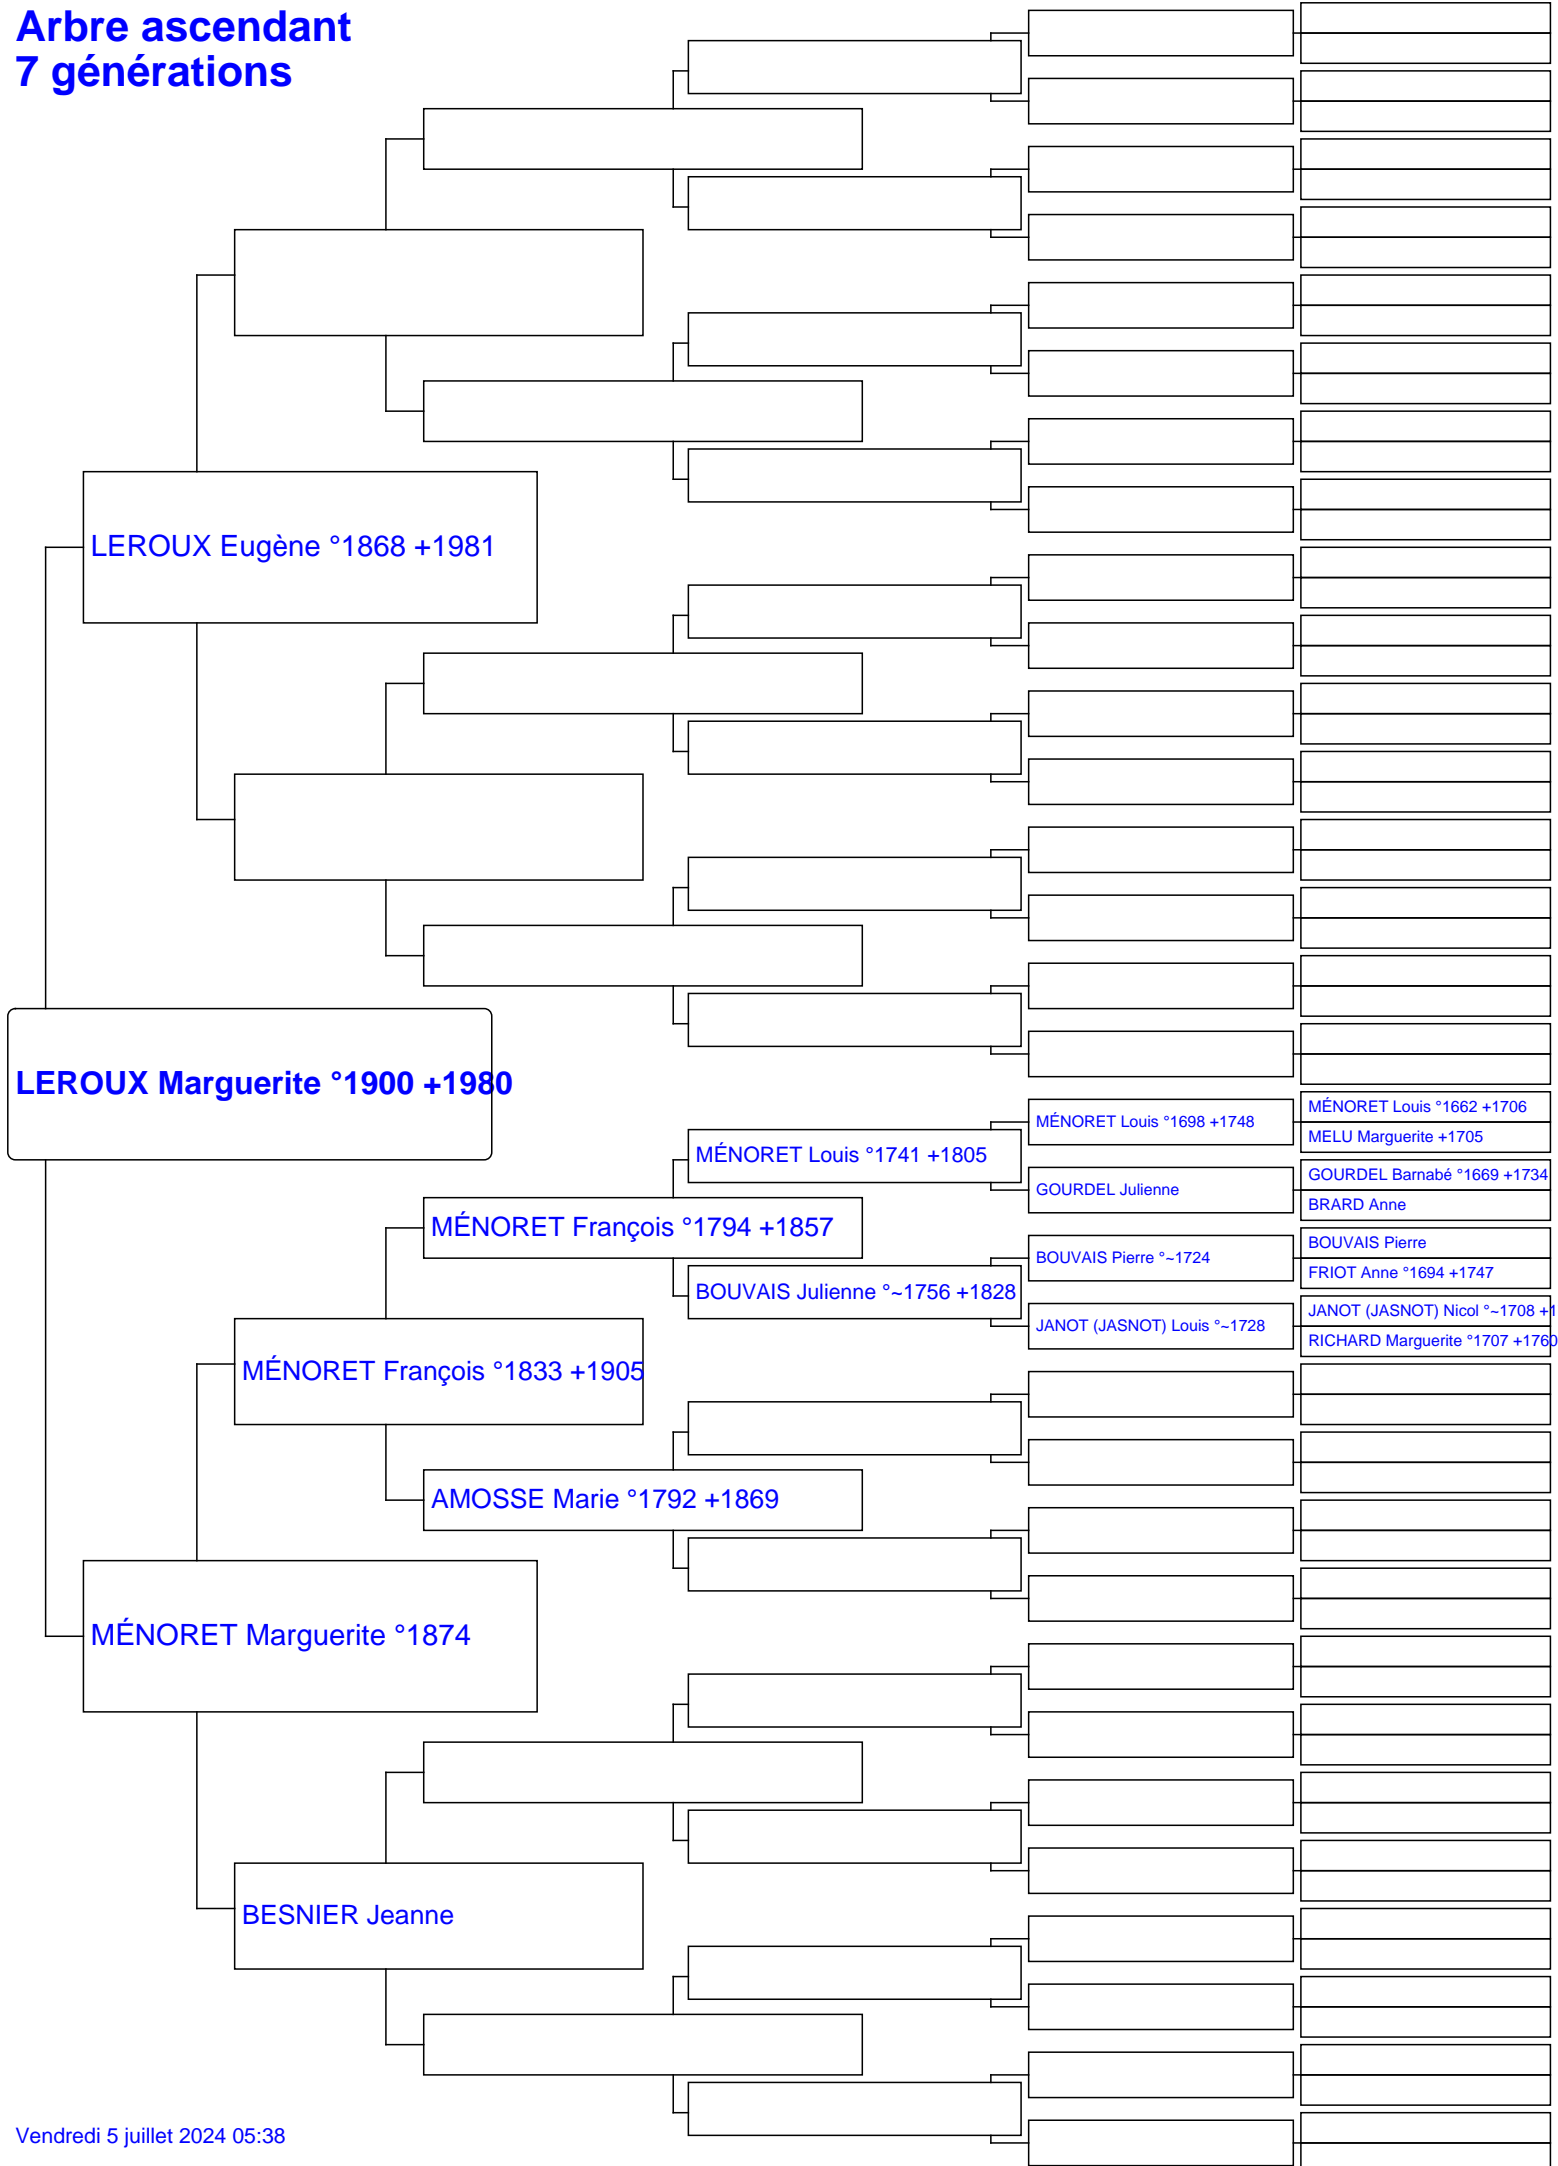 Arbre ascendant
7 générations
LEROUX Eugène °1868 +1981
LEROUX Marguerite °1900 +1980
MÉNORET Louis °1662 +1706
MÉNORET Louis °1698 +1748
MELU Marguerite +1705
MÉNORET Louis °1741 +1805
GOURDEL Barnabé °1669 +1734
GOURDEL Julienne
BRARD Anne
MÉNORET François °1794 +1857
BOUVAIS Pierre
BOUVAIS Pierre °~1724
FRIOT Anne °1694 +1747
BOUVAIS Julienne °~1756 +1828
JANOT (JASNOT) Nicol °~1708 +1
JANOT (JASNOT) Louis °~1728
RICHARD Marguerite °1707 +1760
MÉNORET François °1833 +1905
AMOSSE Marie °1792 +1869
MÉNORET Marguerite °1874
BESNIER Jeanne
Vendredi 5 juillet 2024 05:38